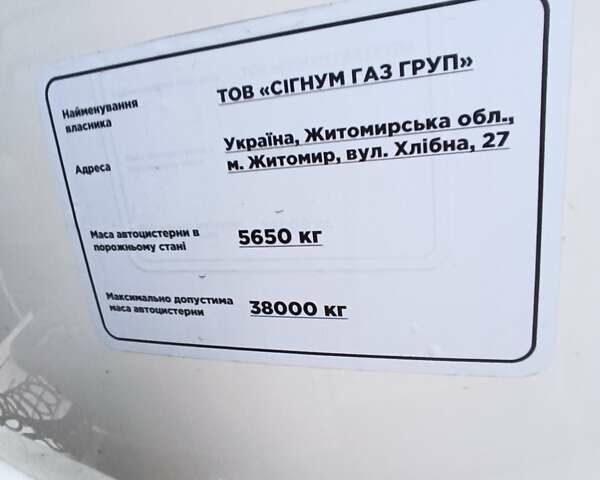 Найменування
власника
ТОВ «СІГНУМ ГАЗ ГРУП»
Адреса
Україна, Житомирська обл.,
м. Житомир, вул. Хлібна, 27
Маса автоцистерни в
порожньому стані
5650 кг
Максимально допустима
маса автоцистерни
38000 кг